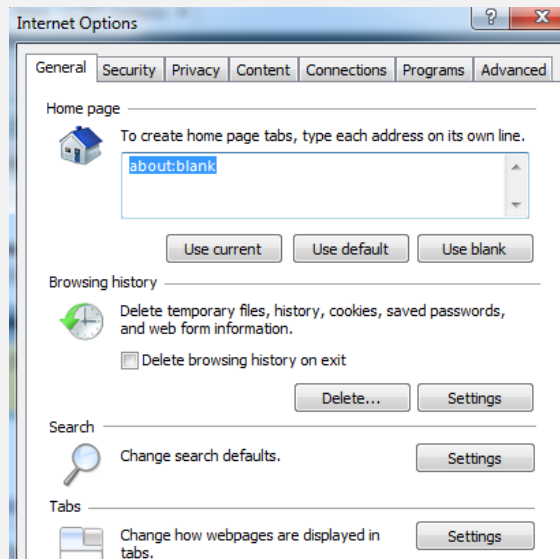 Internet Options
?
X
General Security Privacy Content Connections Programs Advanced
Home page
To create home page tabs, type each address on its own line.
about:blank
Use current Use default Use blank
Browsing history
Delete temporary files, history, cookies, saved passwords,
and web form information.
Delete browsing history on exit
Delete... Settings
Search
Change search defaults. Settings
Tabs
Change how webpages are displayed in
tabs.
Settings